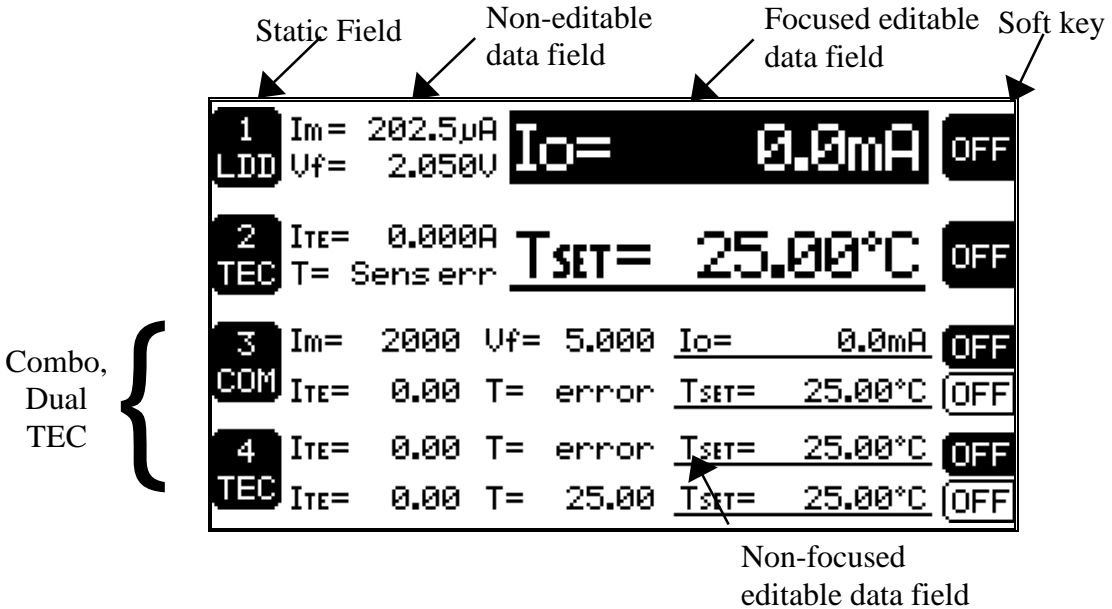 Static Field
Non-editable
data field
Focused editable
data field
Soft key
1
LDD
Im= 202.5µA
Vf= 2.050V
Io= 0.0mA
OFF
2
TEC
ITE= 0.000A
T= Sens err
TSET= 25.00°C
OFF
Combo,
Dual
TEC
3
COM
Im= 2000 Vf= 5.000 Io= 0.0mA OFF
ITE= 0.00 T= error TSET= 25.00°C OFF
4
TEC
ITE= 0.00 T= error TSET= 25.00°C OFF
ITE= 0.00 T= 25.00 TSET= 25.00°C OFF
Non-focused
editable data field